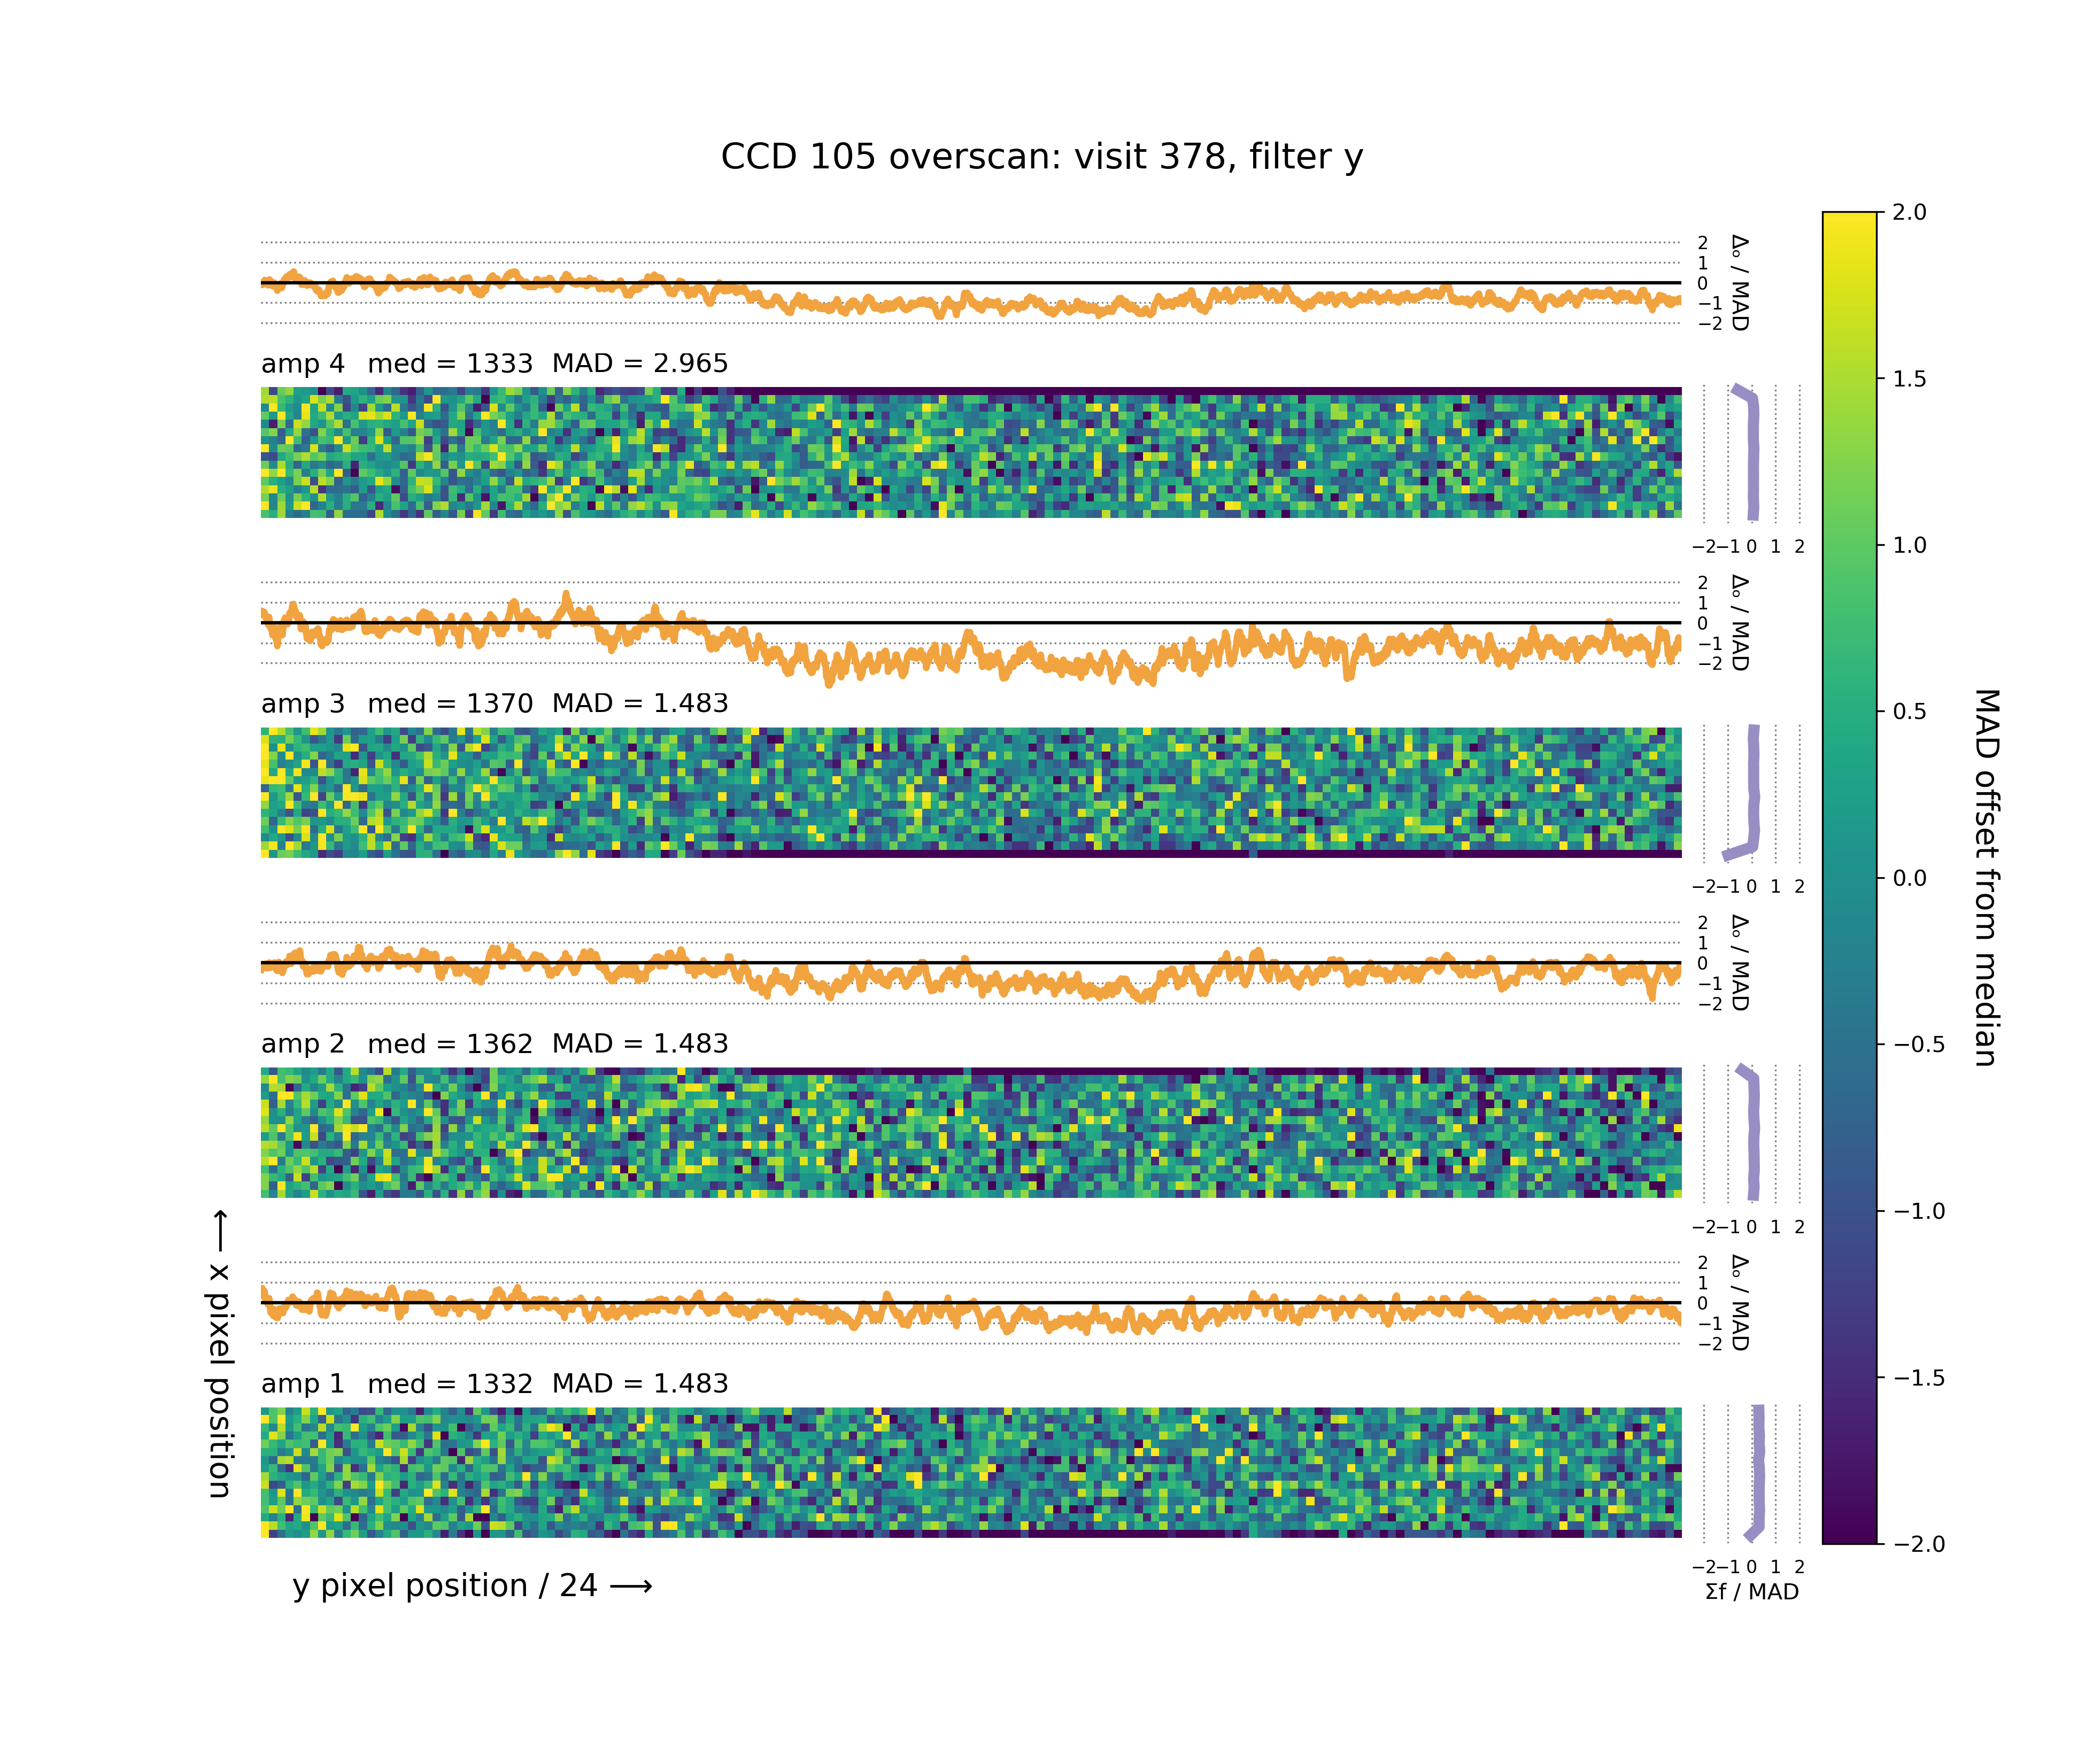 CCD 105 overscan: visit 378, filter y
2
1
0
−1
−2
Δₒ / MAD
amp 4 med = 1333 MAD = 2.965
−2 −1 0 1 2
2
1
0
−1
−2
Δₒ / MAD
amp 3 med = 1370 MAD = 1.483
−2 −1 0 1 2
2
1
0
−1
−2
Δₒ / MAD
amp 2 med = 1362 MAD = 1.483
−2 −1 0 1 2
2
1
0
−1
−2
Δₒ / MAD
amp 1 med = 1332 MAD = 1.483
−2 −1 0 1 2
Σf / MAD
y pixel position / 24 ⟶
⟵ x pixel position
2.0
1.5
1.0
0.5
0.0
−0.5
−1.0
−1.5
−2.0
MAD offset from median